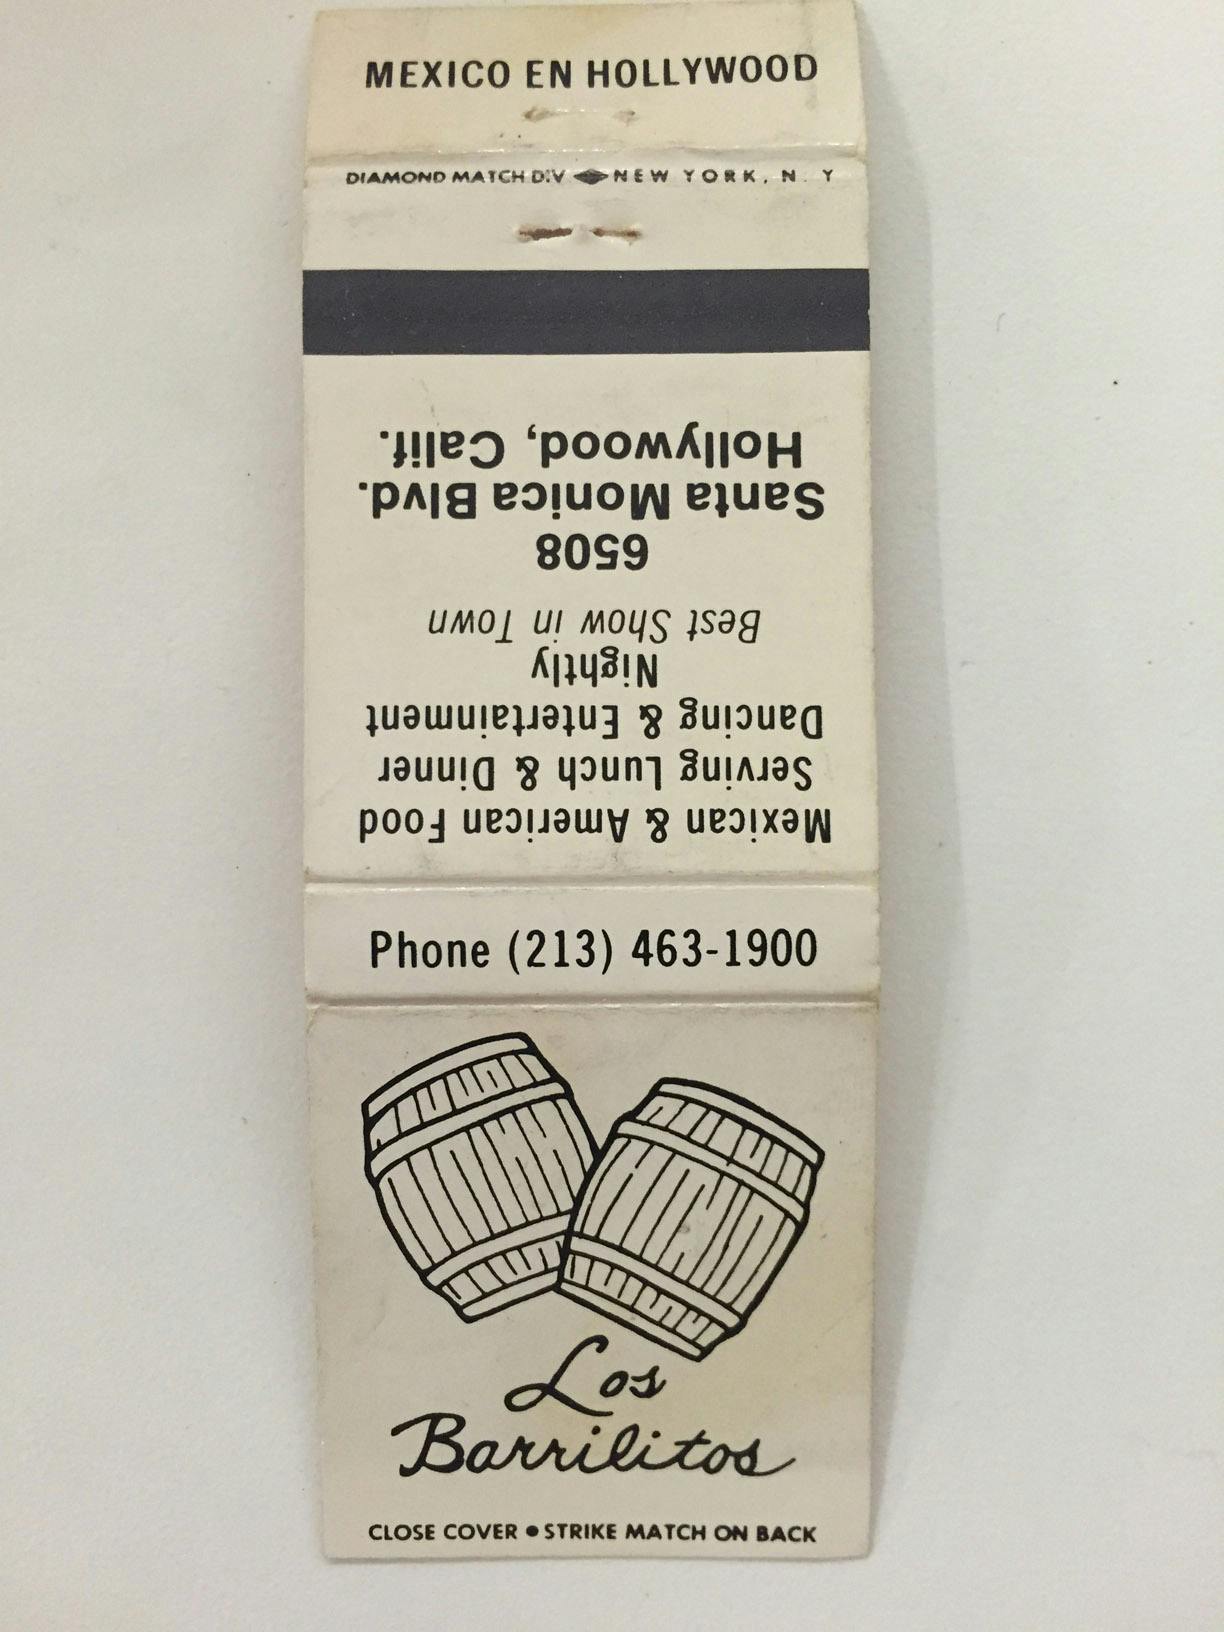 MEXICO EN HOLLYWOOD
DIAMOND MATCH DIV NEW YORK, N. Y
Mexican & American Food
Serving Lunch & Dinner
Dancing & Entertainment
Nightly
Best Show in Town
6508
Santa Monica Blvd.
Hollywood, Calif.
Phone (213) 463-1900
Los
Barrilitos
CLOSE COVER • STRIKE MATCH ON BACK